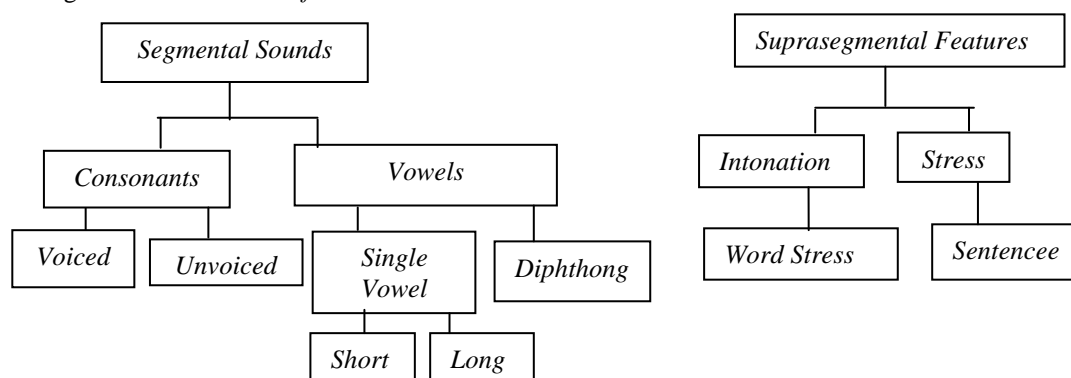 Segmental Sounds
Suprasegmental Features
Consonants
Vowels
Intonation
Stress
Voiced
Unvoiced
Single
Vowel
Diphthong
Word Stress
Sentencee
Short
Long